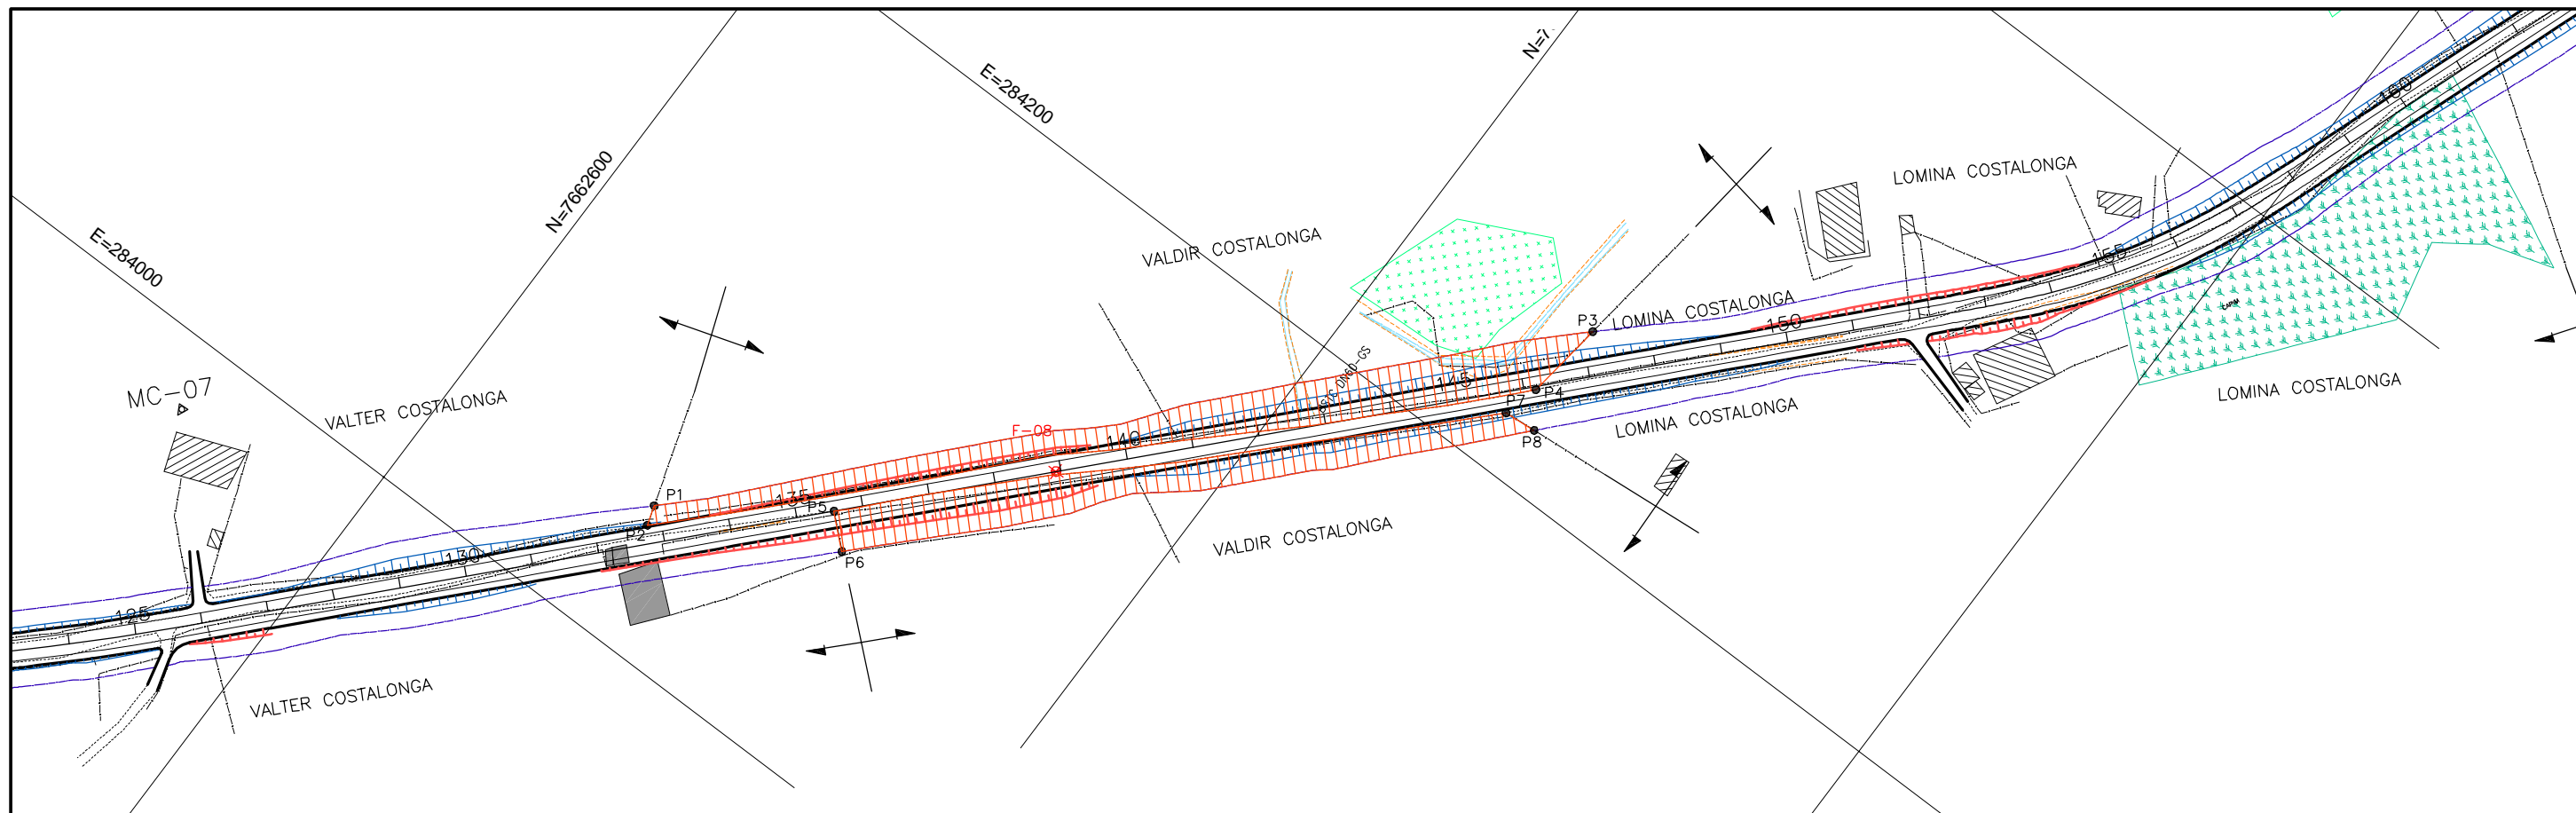 E=284000
N=7662600
E=284200
N=7
MC-07
VALTER COSTALONGA
VALDIR COSTALONGA
LOMINA COSTALONGA
LOMINA COSTALONGA
P3
P1
P2
P5
P6
P4
P7
P8
F-08
125
130
135
140
145
150
155
160
CAPIM
VALTER COSTALONGA
VALDIR COSTALONGA
LOMINA COSTALONGA
LOMINA COSTALONGA